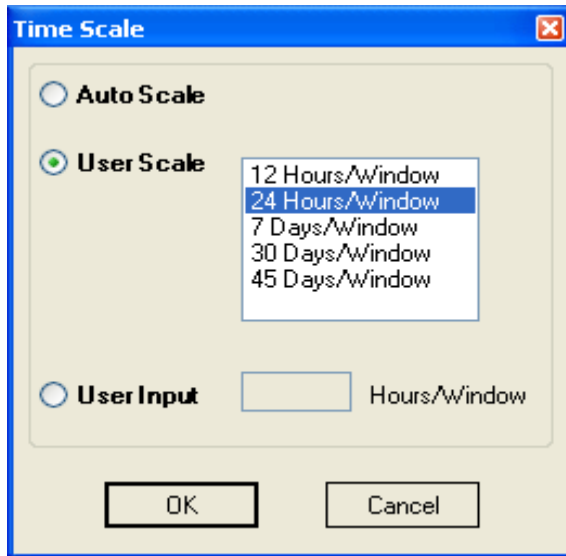 Time Scale
Auto Scale
User Scale
12 Hours/Window
24 Hours/Window
7 Days/Window
30 Days/Window
45 Days/Window
User Input Hours/Window
OK Cancel